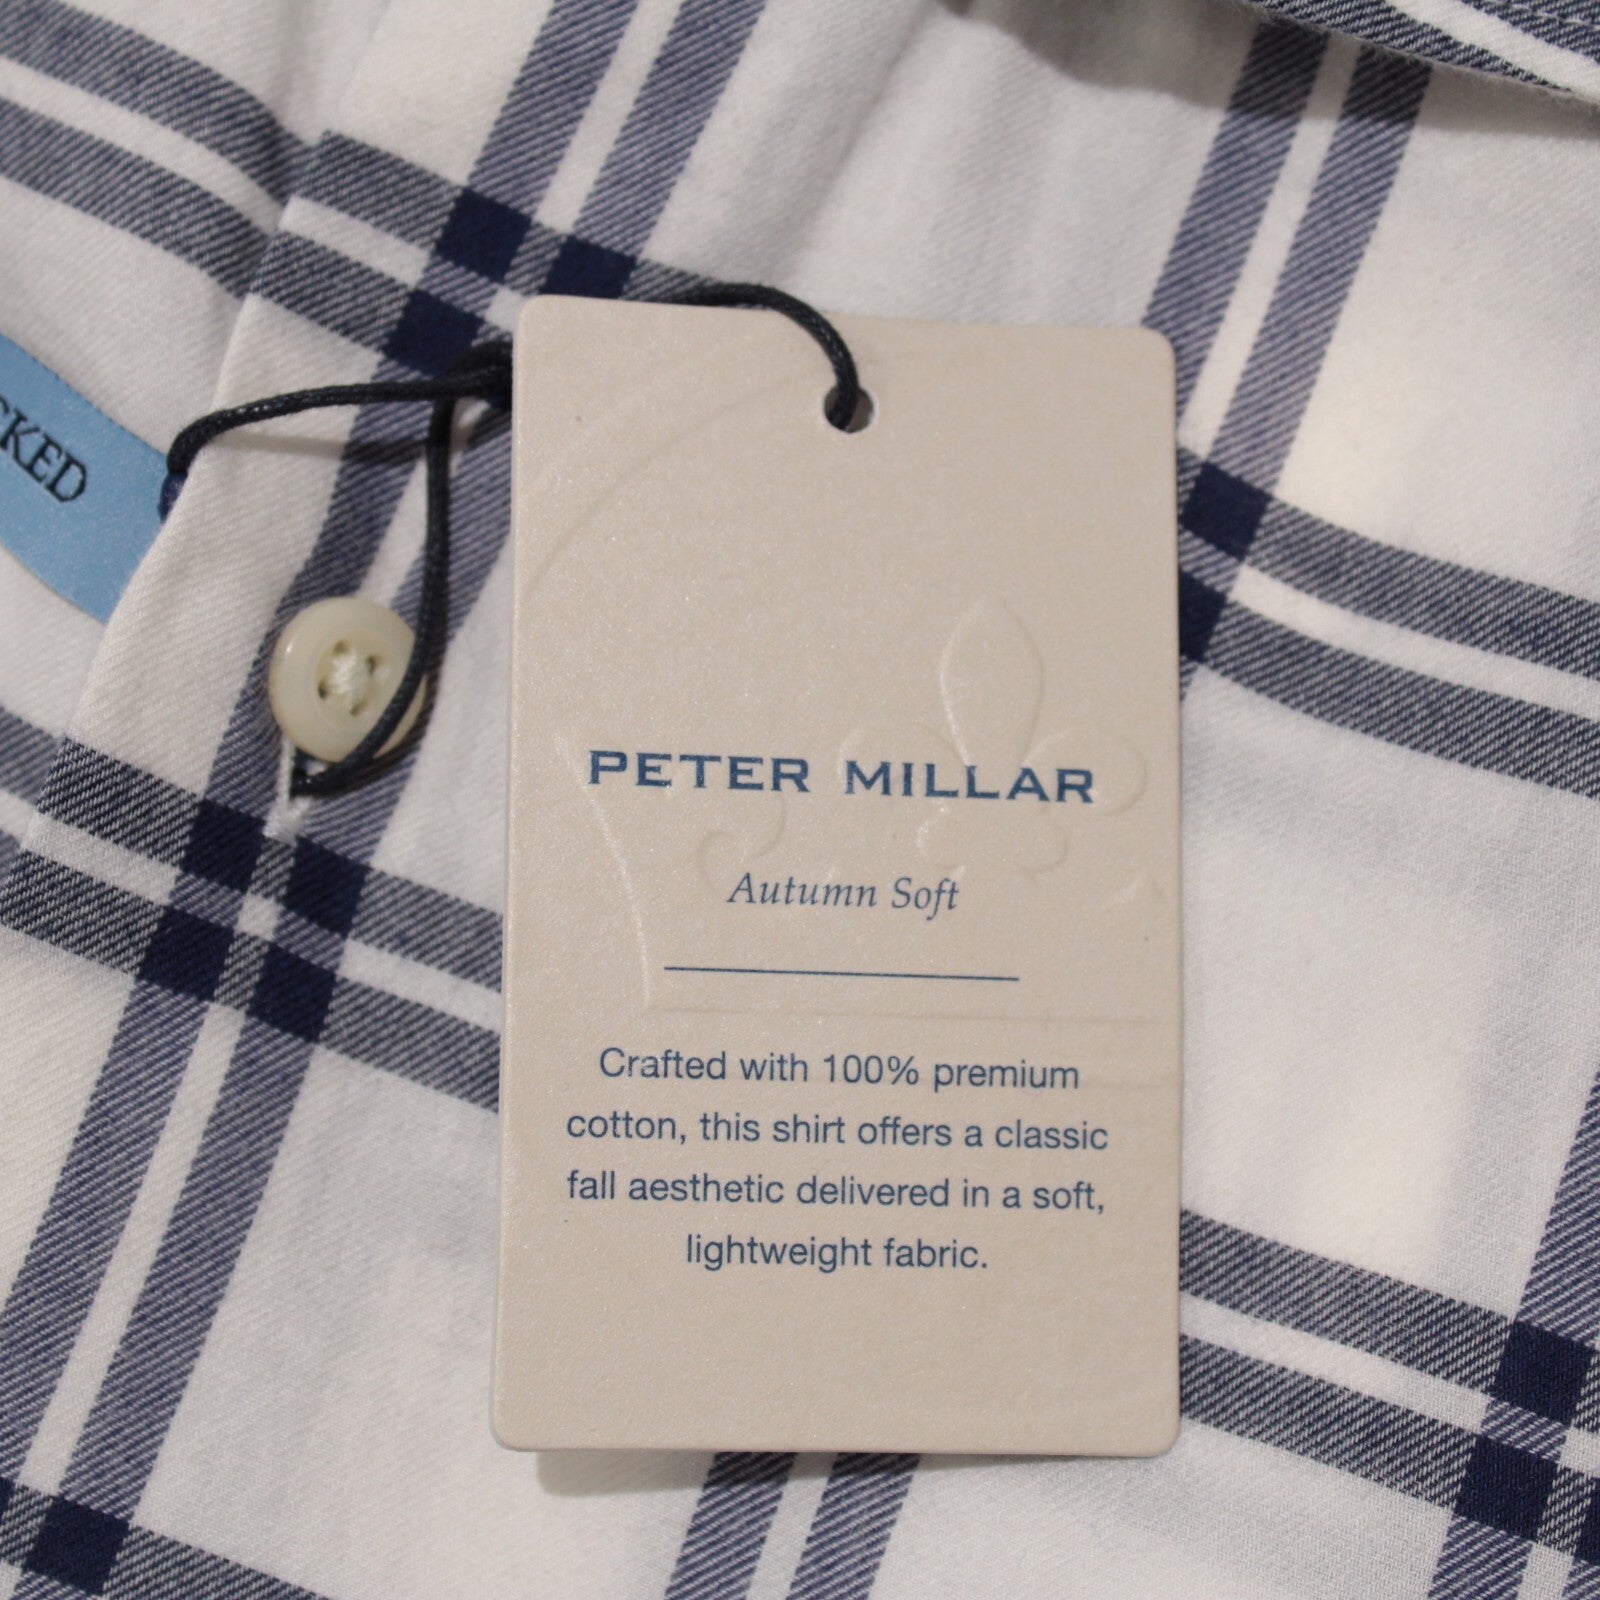 PETER MILLAR
Autumn Soft
Crafted with 100% premium
cotton, this shirt offers a classic
fall aesthetic delivered in a soft,
lightweight fabric.